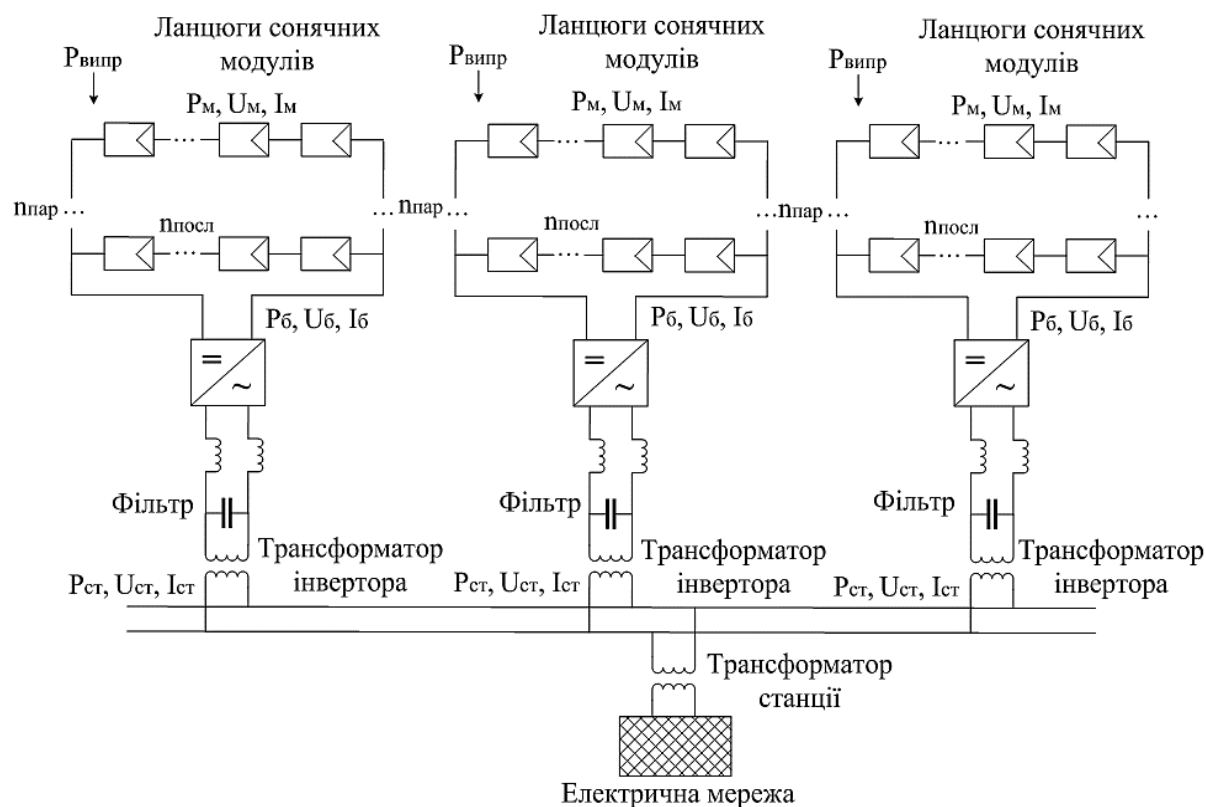 Ланцюги сонячних
модулів
Pвипр
Pм, Uм, Iм
nпар ...
...
nпосл
...
...
Pб, Uб, Iб
=
~
Фільтр
Трансформатор
інвертора
Pст, Uст, Iст
Ланцюги сонячних
модулів
Pвипр
Pм, Uм, Iм
nпар ...
...
nпосл
...
...
Pб, Uб, Iб
=
~
Фільтр
Трансформатор
інвертора
Pст, Uст, Iст
Ланцюги сонячних
модулів
Pвипр
Pм, Uм, Iм
nпар ...
...
nпосл
...
...
Pб, Uб, Iб
=
~
Фільтр
Трансформатор
інвертора
Pст, Uст, Iст
Трансформатор
станції
Електрична мережа